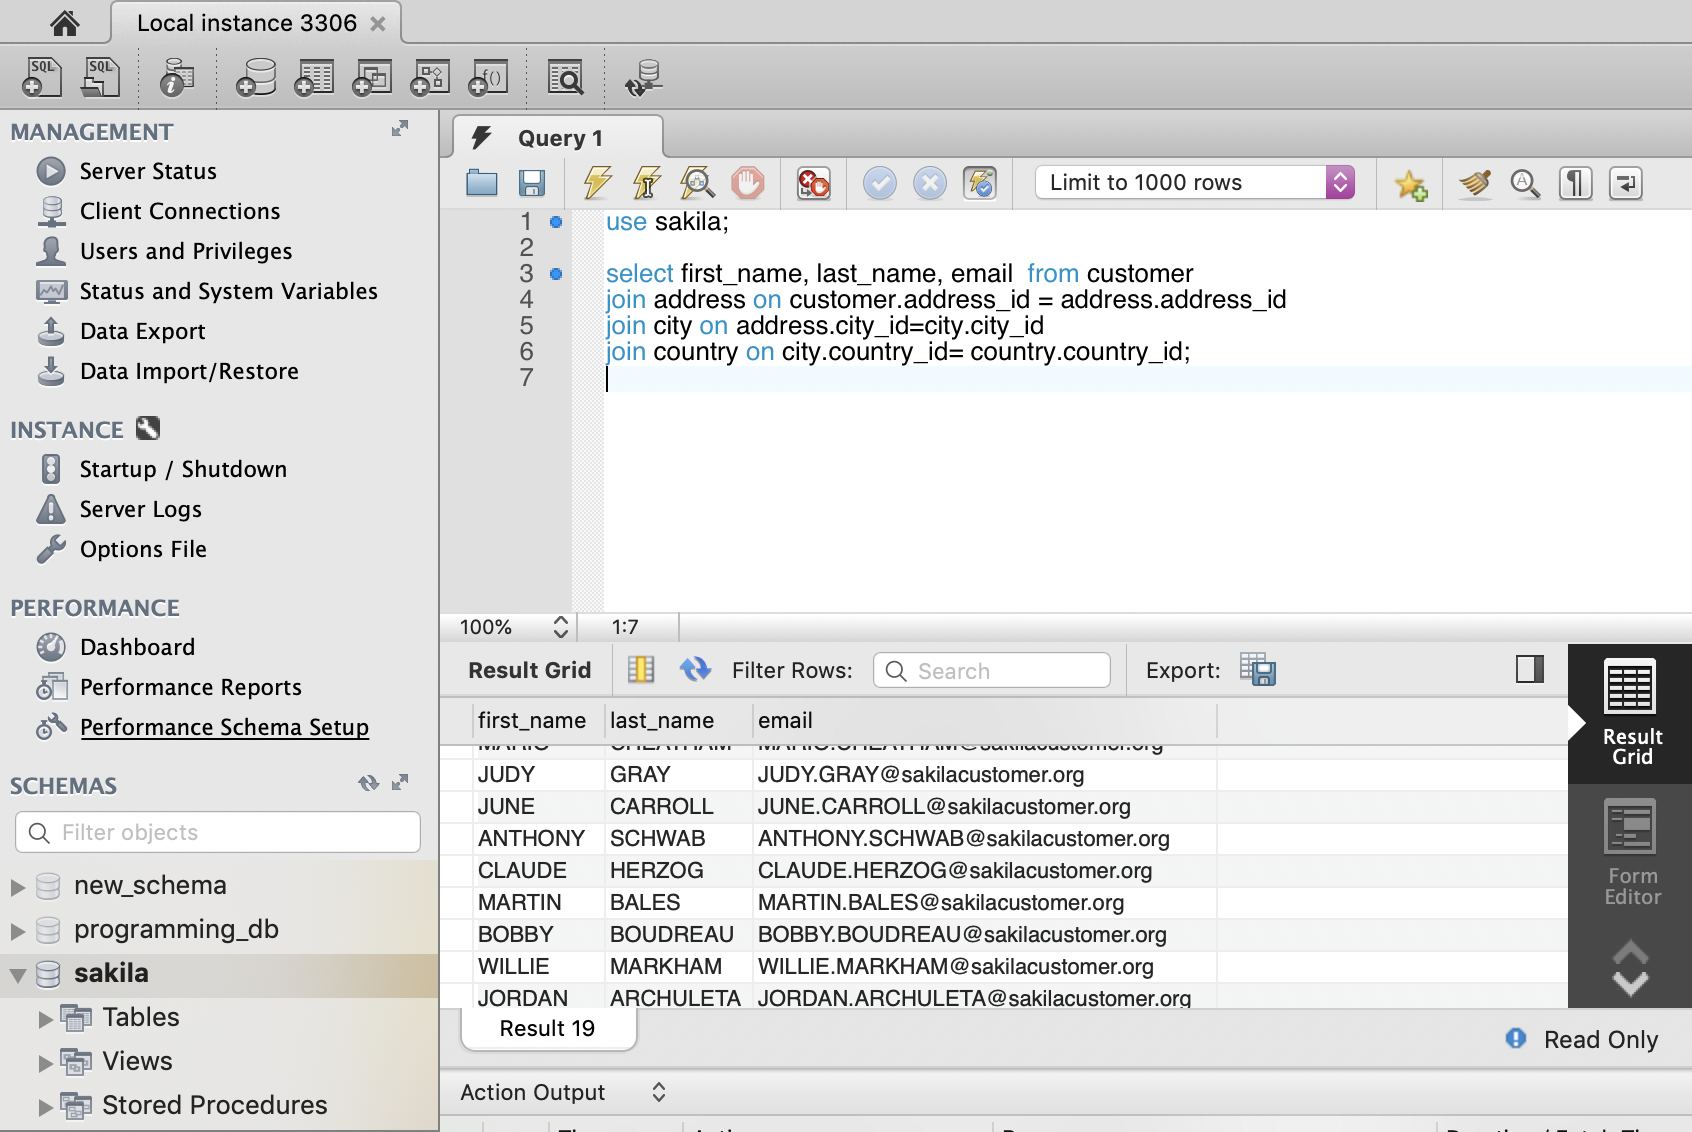 Local instance 3306
SQL
SQL
f()
MANAGEMENT
Server Status
Client Connections
Users and Privileges
Status and System Variables
Data Export
Data Import/Restore
INSTANCE
Startup / Shutdown
Server Logs
Options File
PERFORMANCE
Dashboard
Performance Reports
Performance Schema Setup
SCHEMAS
Filter objects
new_schema
programming_db
sakila
Tables
Views
Stored Procedures
Query 1
Limit to 1000 rows
1 use sakila;
2
3 select first_name, last_name, email  from customer
4 join address on customer.address_id = address.address_id
5 join city on address.city_id=city.city_id
6 join country on city.country_id= country.country_id;
7
100% 1:7
Result Grid Filter Rows: Search Export:
first_name last_name email
JUDY GRAY JUDY.GRAY@sakilacustomer.org
JUNE CARROLL JUNE.CARROLL@sakilacustomer.org
ANTHONY SCHWAB ANTHONY.SCHWAB@sakilacustomer.org
CLAUDE HERZOG CLAUDE.HERZOG@sakilacustomer.org
MARTIN BALES MARTIN.BALES@sakilacustomer.org
BOBBY BOUDREAU BOBBY.BOUDREAU@sakilacustomer.org
WILLIE MARKHAM WILLIE.MARKHAM@sakilacustomer.org
JORDAN ARCHULETA JORDAN.ARCHULETA@sakilacustomer.org
Result
Grid
Form
Editor
Result 19
Read Only
Action Output